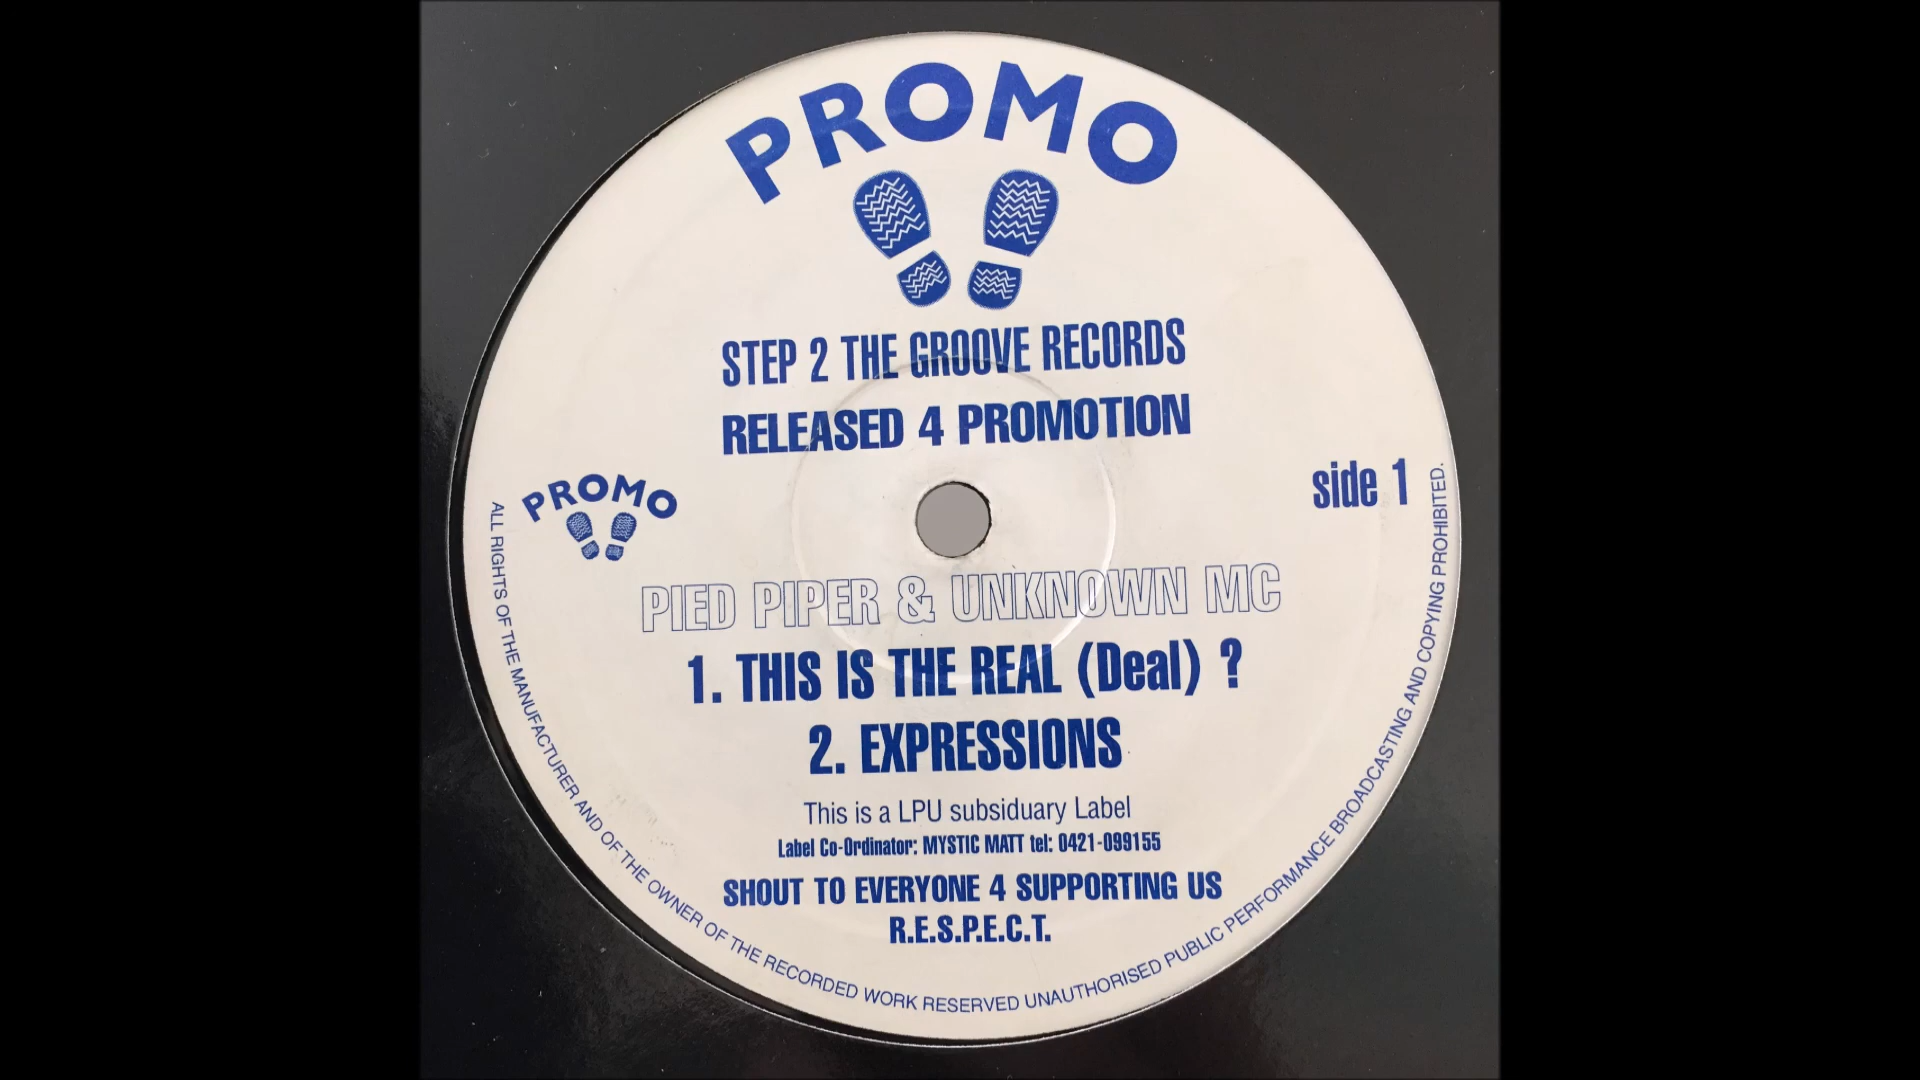 PROMO
STEP 2 THE GROOVE RECORDS
RELEASED 4 PROMOTION
side 1
PROMO
PIED PIPER & UNKNOWN MC
1. THIS IS THE REAL (Deal) ?
2. EXPRESSIONS
This is a LPU subsiduary Label
Label Co-Ordinator: MYSTIC MATT tel: 0421-099155
SHOUT TO EVERYONE 4 SUPPORTING US
R.E.S.P.E.C.T.
ALL RIGHTS OF THE MANUFACTURER AND OF THE OWNER OF THE RECORDED WORK RESERVED UNAUTHORISED PUBLIC PERFORMANCE BROADCASTING AND COPYING PROHIBITED.